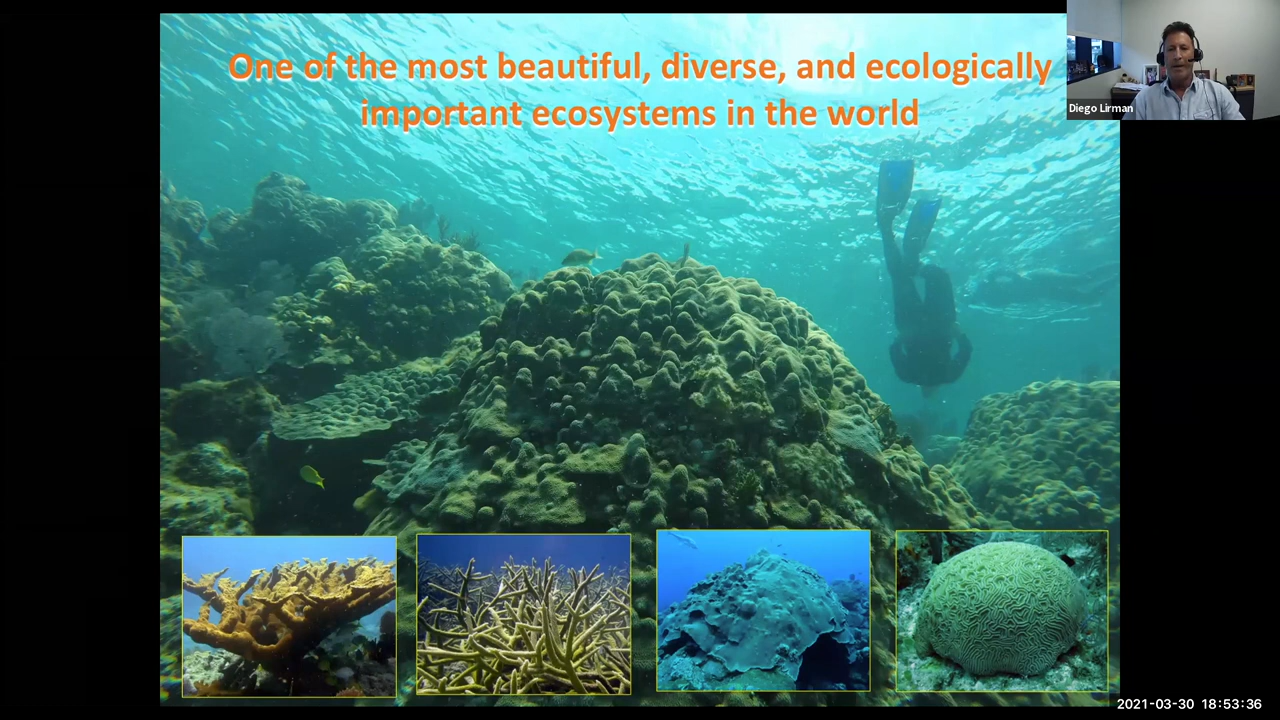 One of the most beautiful, diverse, and ecologically
important ecosystems in the world
Diego Lirman
2021-03-30 18:53:36